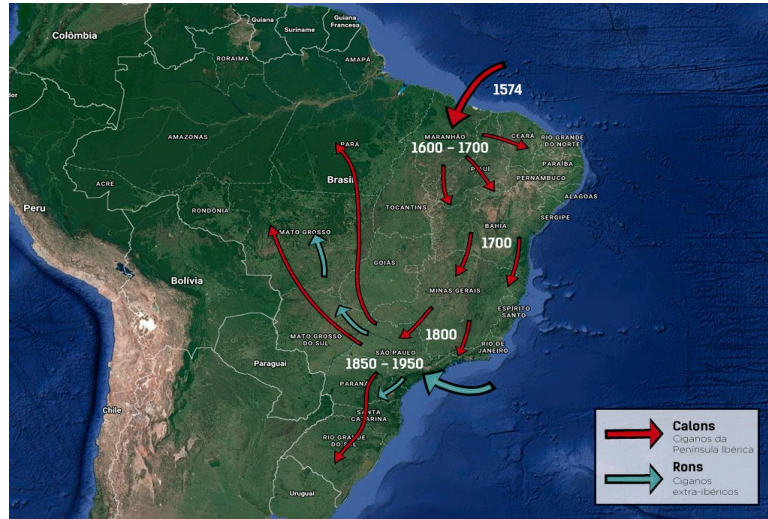 Guiana
Guiana
Francesa
Suriname
Colômbia
RORAIMA
AMAPÁ
1574
AMAZONAS
PARÁ
MARANHÃO
CEARÁ
RIO GRANDE
DO NORTE
1600 – 1700
PIAUÍ
PARAÍBA
PERNAMBUCO
Brasil
ACRE
ALAGOAS
Peru
RONDÔNIA
TOCANTINS
SERGIPE
MATO GROSSO
BAHIA
1700
GOIÁS
Bolívia
MINAS GERAIS
ESPÍRITO
SANTO
MATO GROSSO
DO SUL
1800
RIO DE
JANEIRO
SÃO PAULO
1850 – 1950
Paraguai
PARANÁ
Chile
SANTA
CATARINA
RIO GRANDE
DO SUL
Uruguai
Calons
Ciganos da
Península Ibérica
Rons
Ciganos
extra-ibéricos